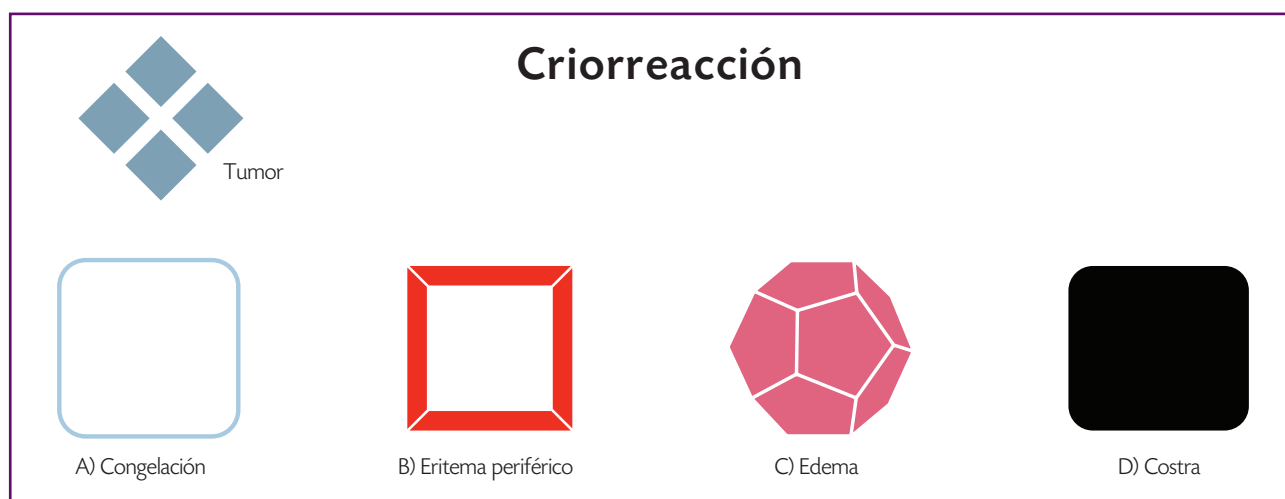 Criorreacción
Tumor
A) Congelación
B) Eritema periférico
C) Edema
D) Costra